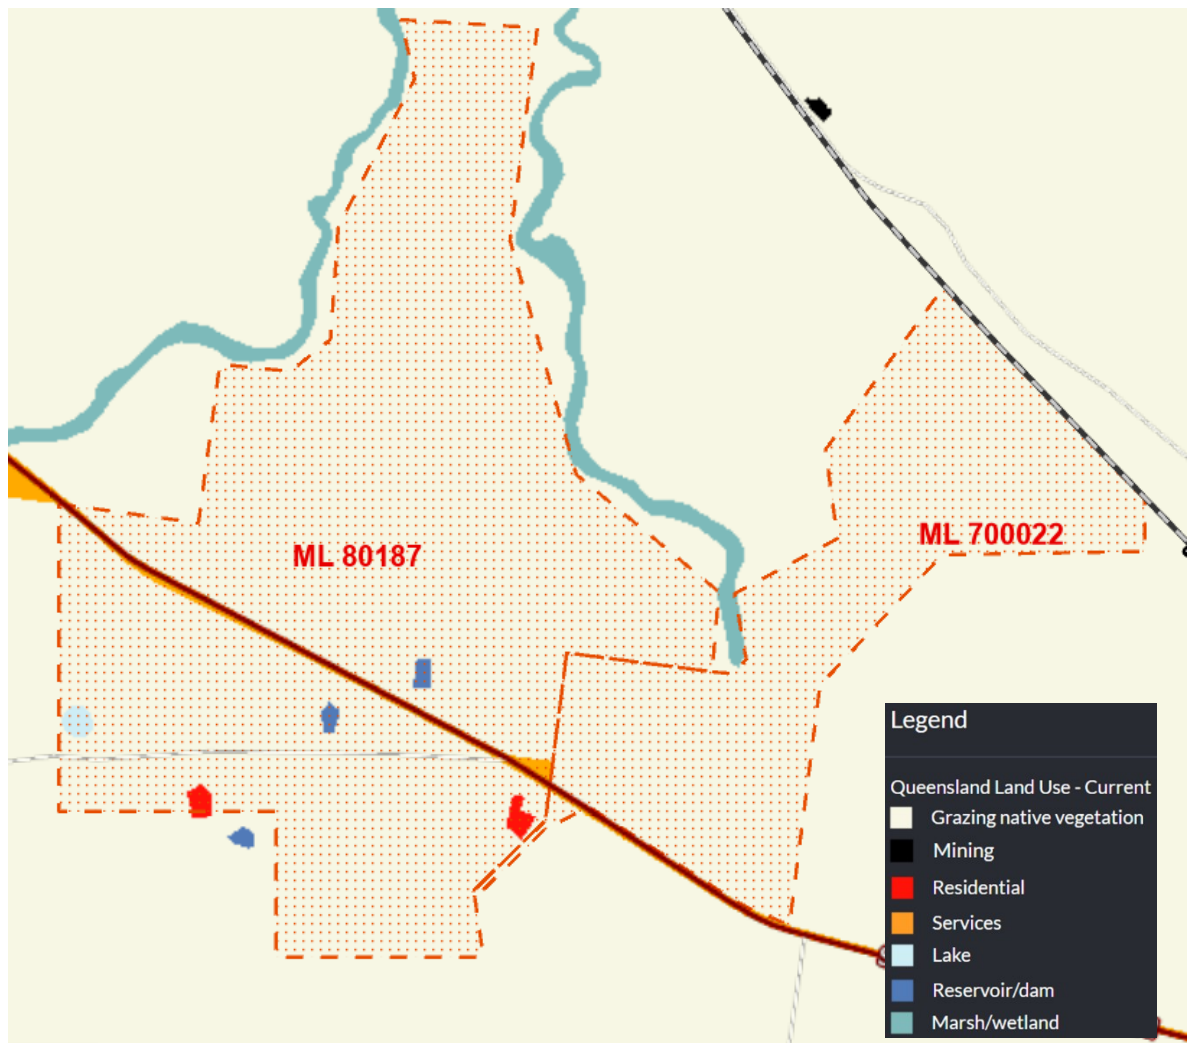 ML 80187
ML 700022
Legend
Queensland Land Use - Current
Grazing native vegetation
Mining
Residential
Services
Lake
Reservoir/dam
Marsh/wetland